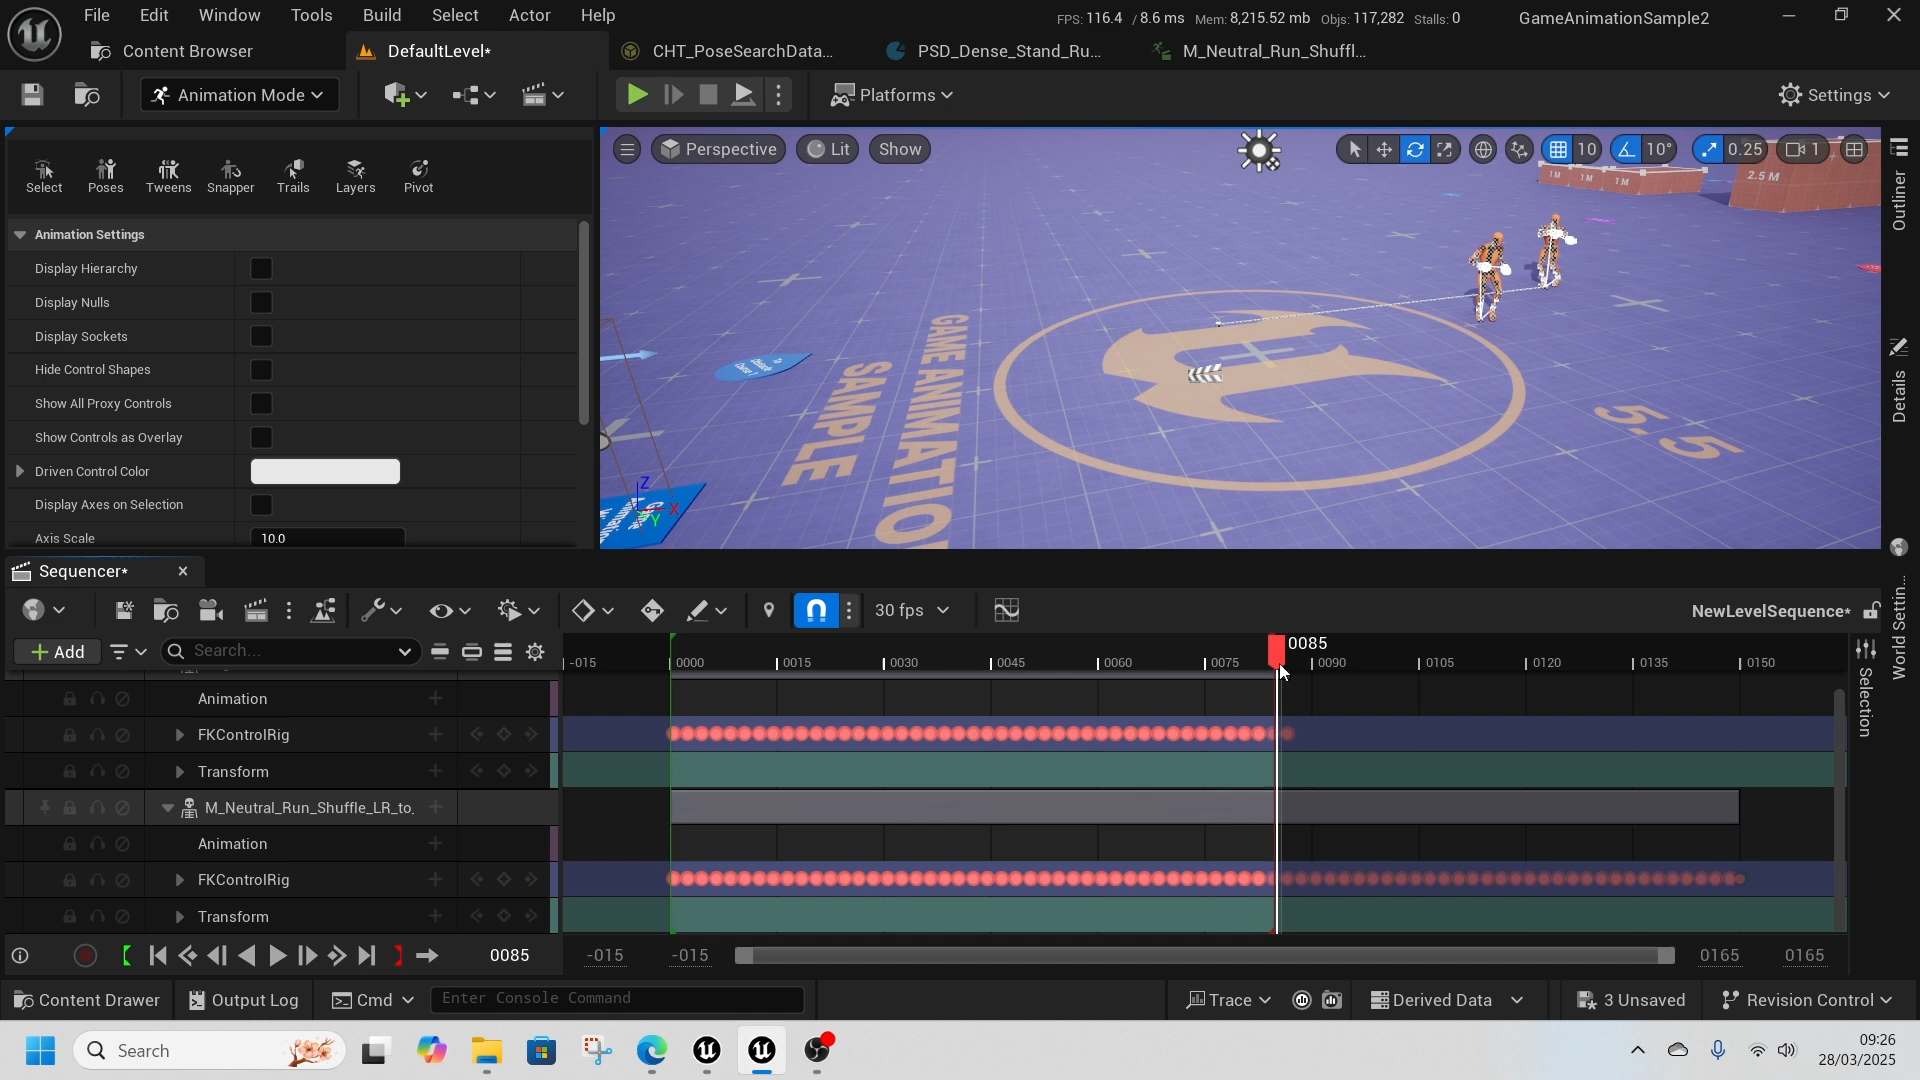 File Edit Window Tools Build Select Actor Help
FPS: 116.4 / 8.6 ms Mem: 8,215.52 mb Objs: 117,282 Stalls: 0 GameAnimationSample2
Content Browser DefaultLevel* CHT_PoseSearchData... PSD_Dense_Stand_Ru... M_Neutral_Run_Shuffl...
Animation Mode Platforms Settings
Select Poses Tweens Snapper Trails Layers Pivot
Perspective Lit Show 10 10° 0.25 1
Animation Settings
Display Hierarchy
Display Nulls
Display Sockets
Hide Control Shapes
Show All Proxy Controls
Show Controls as Overlay
Driven Control Color
Display Axes on Selection
Axis Scale 10.0
1 M 1 M 1 M 2.5 M
GAME ANIMATION
SAMPLE
5.5
Z X Y
Outliner
Details
World Settin...
Selection
Sequencer*
30 fps NewLevelSequence*
Add Search... 0085
-015 0000 0015 0030 0045 0060 0075 0090 0105 0120 0135 0150
Animation
FKControlRig
Transform
M_Neutral_Run_Shuffle_LR_to.
Animation
FKControlRig
Transform
0085 -015 -015 0165 0165
Content Drawer Output Log Cmd Enter Console Command Trace Derived Data 3 Unsaved Revision Control
Search
09:26
28/03/2025